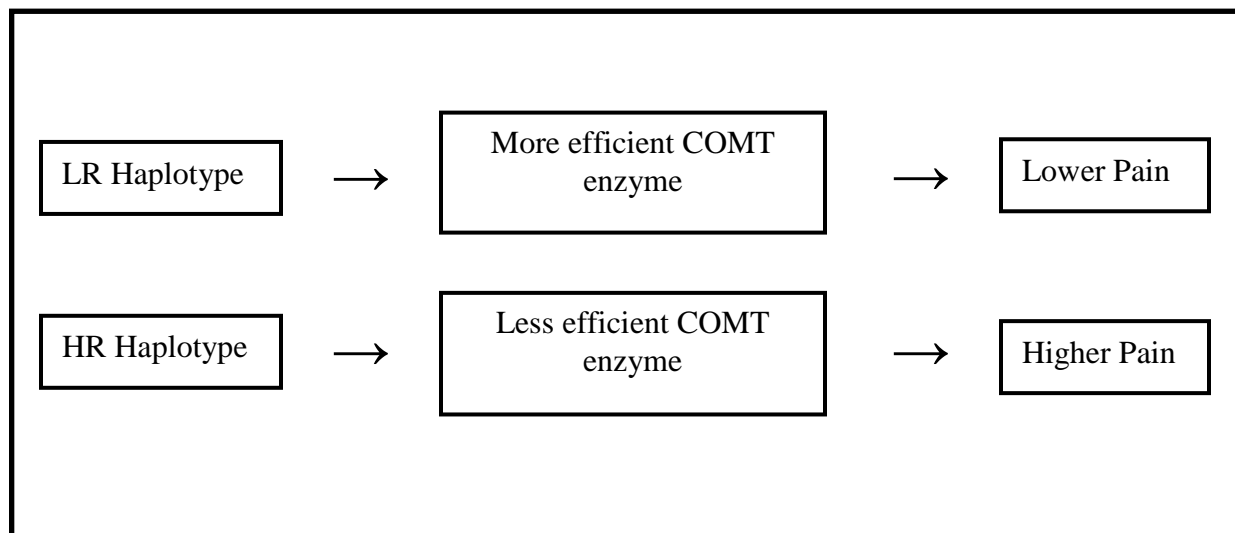 LR Haplotype → More efficient COMT → Lower Pain
enzyme
HR Haplotype → Less efficient COMT → Higher Pain
enzyme